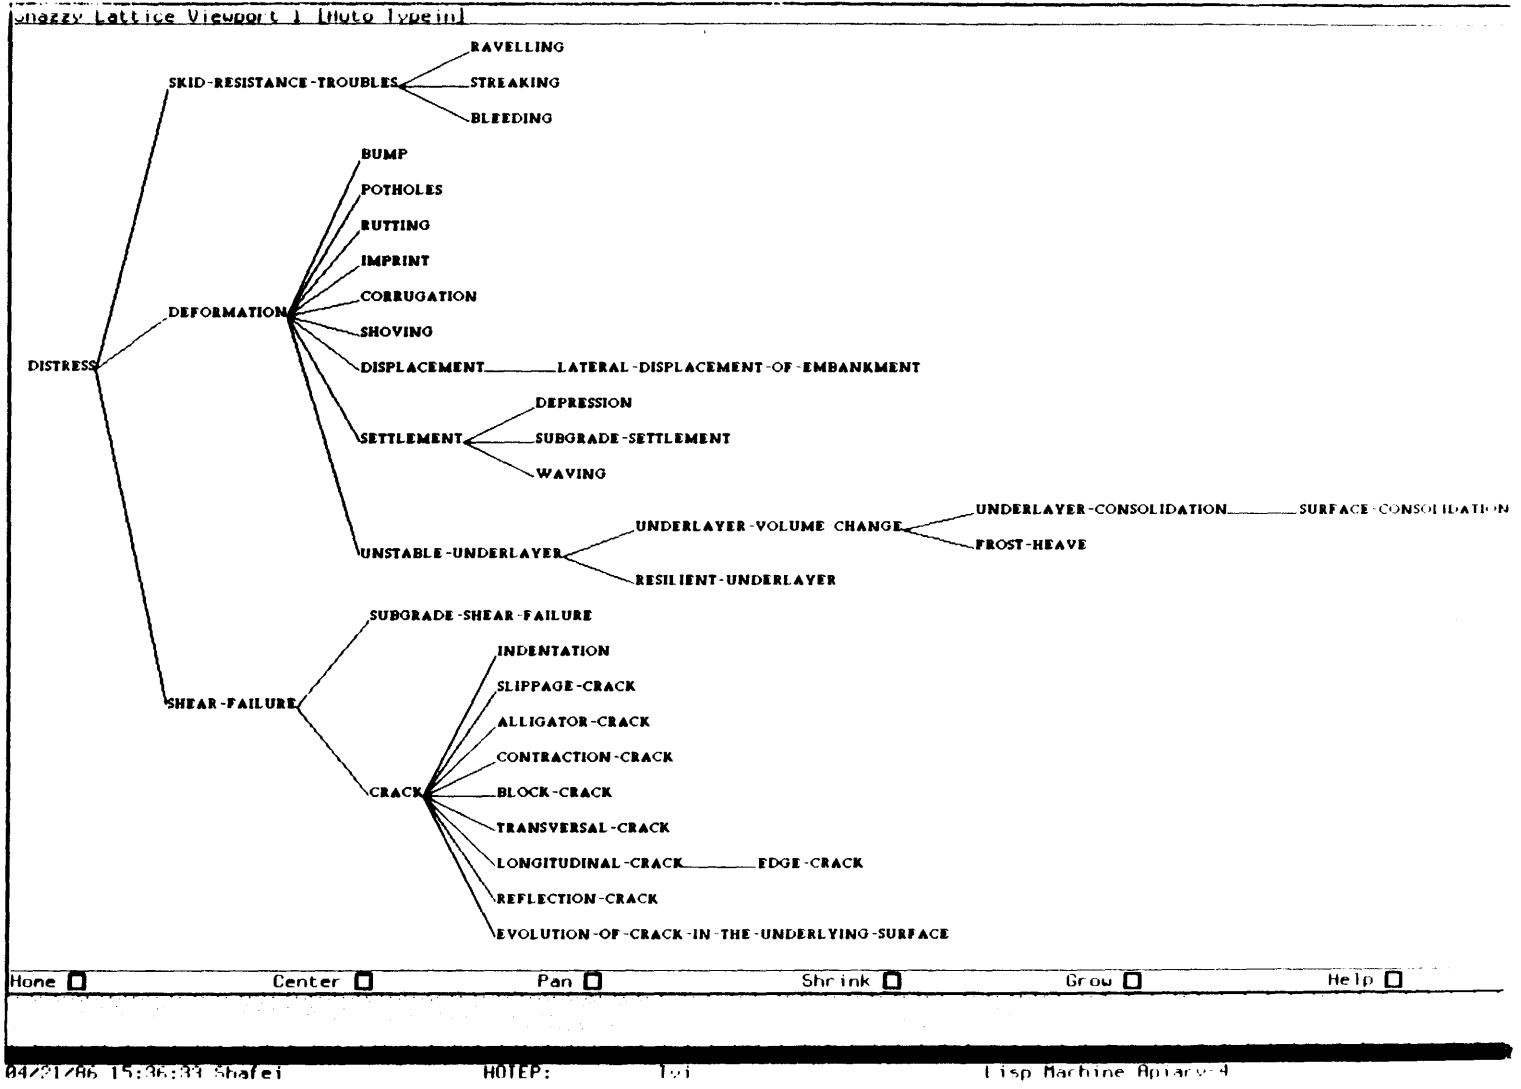 Snazzy Lattice Viewport 1 [Auto Typein]
RAVELLING
SKID-RESISTANCE-TROUBLES
STREAKING
BLEEDING
BUMP
POTHOLES
RUTTING
IMPRINT
CORRUGATION
DEFORMATION
SHOVING
DISTRESS
DISPLACEMENT
LATERAL-DISPLACEMENT-OF-EMBANKMENT
DEPRESSION
SETTLEMENT
SUBGRADE-SETTLEMENT
WAVING
UNDERLAYER-CONSOLIDATION
SURFACE-CONSOLIDATION
UNDERLAYER-VOLUME CHANGE
FROST-HEAVE
UNSTABLE-UNDERLAYER
RESILIENT-UNDERLAYER
SUBGRADE-SHEAR-FAILURE
INDENTATION
SLIPPAGE-CRACK
SHEAR-FAILURE
ALLIGATOR-CRACK
CONTRACTION-CRACK
CRACK
BLOCK-CRACK
TRANSVERSAL-CRACK
LONGITUDINAL-CRACK
EDGE-CRACK
REFLECTION-CRACK
EVOLUTION-OF-CRACK-IN-THE-UNDERLYING-SURFACE
Home Center Pan Shrink Grow Help
04/21/86 15:36:33 Shafei HOTEP: Tyi Lisp Machine Apiary-4